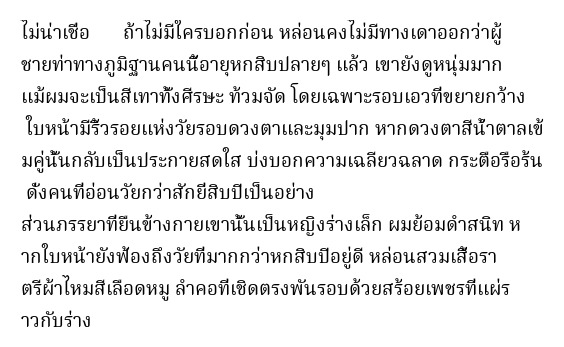 ไม่น่าเชื่อ ถ้าไม่มีใครบอกก่อน หล่อนคงไม่มีทางเดาออกว่าผู้
ชายท่าทางภูมิฐานคนนี้อายุหกสิบปลายๆ แล้ว เขายังดูหนุ่มมาก
แม้ผมจะเป็นสีเทาทั้งศีรษะ ท้วมจัด โดยเฉพาะรอบเอวที่ขยายกว้าง
ใบหน้ามีริ้วรอยแห่งวัยรอบดวงตาและมุมปาก หากดวงตาสีน้ำตาลเข้
มคู่นั้นกลับเป็นประกายสดใส บ่งบอกความเฉลียวฉลาด กระตือรือร้น
ดั่งคนที่อ่อนวัยกว่าสักยี่สิบปีเป็นอย่าง
ส่วนภรรยาที่ยืนข้างกายเขานั้นเป็นหญิงร่างเล็ก ผมย้อมดำสนิท ห
ากใบหน้ายังฟ้องถึงวัยที่มากกว่าหกสิบปีอยู่ดี หล่อนสวมเสื้อรา
ตรีผ้าไหมสีเลือดหมู ลำคอที่เชิดตรงพันรอบด้วยสร้อยเพชรที่แผ่ร
าวกับร่าง